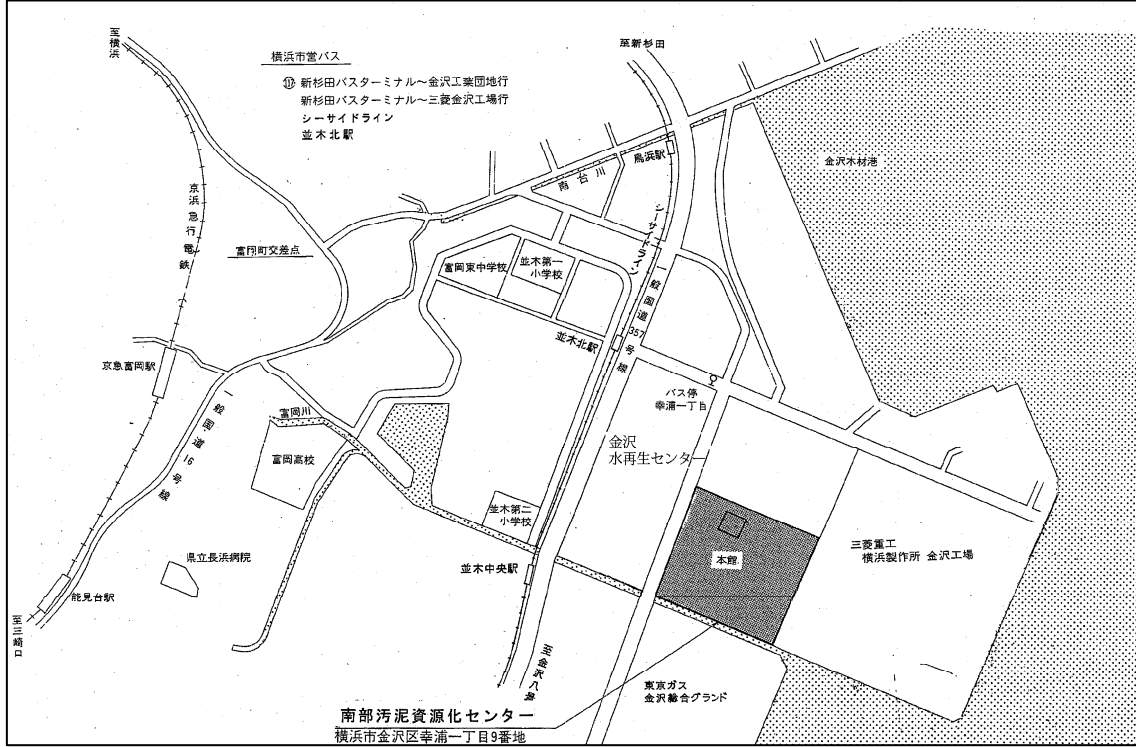 至横浜
横浜市営バス
117 新杉田バスターミナル〜金沢工業団地行
新杉田バスターミナル〜三菱金沢工場行
シーサイドライン
並木北駅
至新杉田
金沢木材港
鳥浜駅
南台川
京浜急行電鉄
富岡町交差点
シーサイドライン
富岡東中学校
並木第一
小学校
一般国道357号線
並木北駅
京急富岡駅
バス停
幸浦一丁目
一般国道16号線
富岡川
金沢
水再生センター
富岡高校
並木第二
小学校
三菱重工
横浜製作所 金沢工場
本館
県立長浜病院
並木中央駅
能見台駅
至三崎口
至金沢八景
東京ガス
金沢総合グランド
南部汚泥資源化センター
横浜市金沢区幸浦一丁目9番地